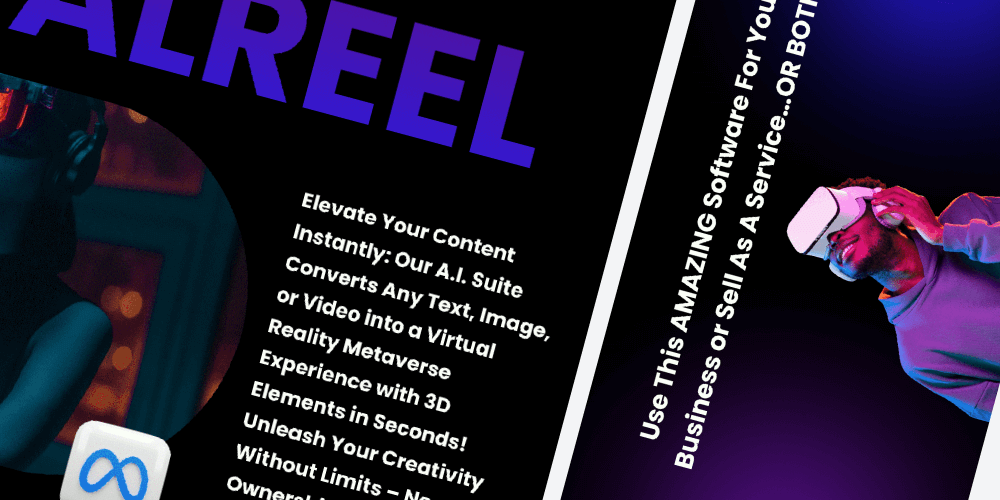 ALREEL
Elevate Your Content
Instantly: Our A.I. Suite
Converts Any Text, Image,
or Video into a Virtual
Reality Metaverse
Experience with 3D
Elements in Seconds!
Unleash Your Creativity
Without Limits – No
Use This AMAZING Software For You
Business or Sell As A Service...OR BOTH